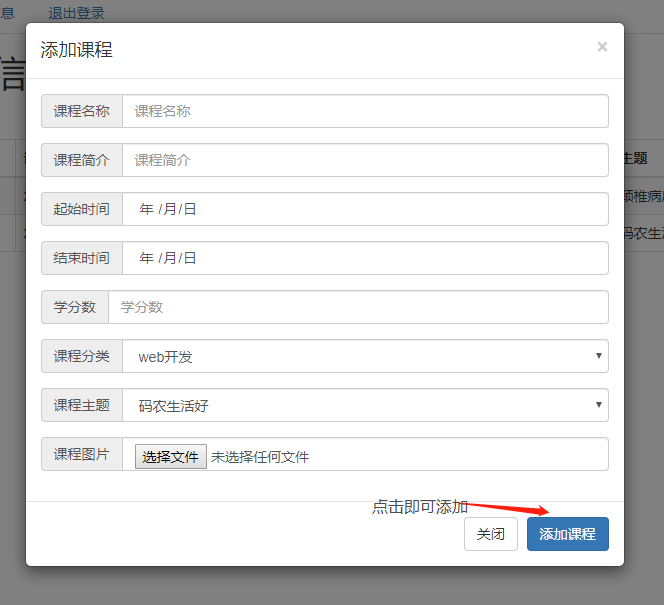 息 退出登录
添加课程 ×
信
课程名称 课程名称
课程简介 课程简介
主题
起始时间 年 /月/日
颈椎病
码农生活
结束时间 年 /月/日
学分数 学分数
课程分类 web开发
课程主题 码农生活好
课程图片 选择文件 未选择任何文件
点击即可添加
关闭 添加课程